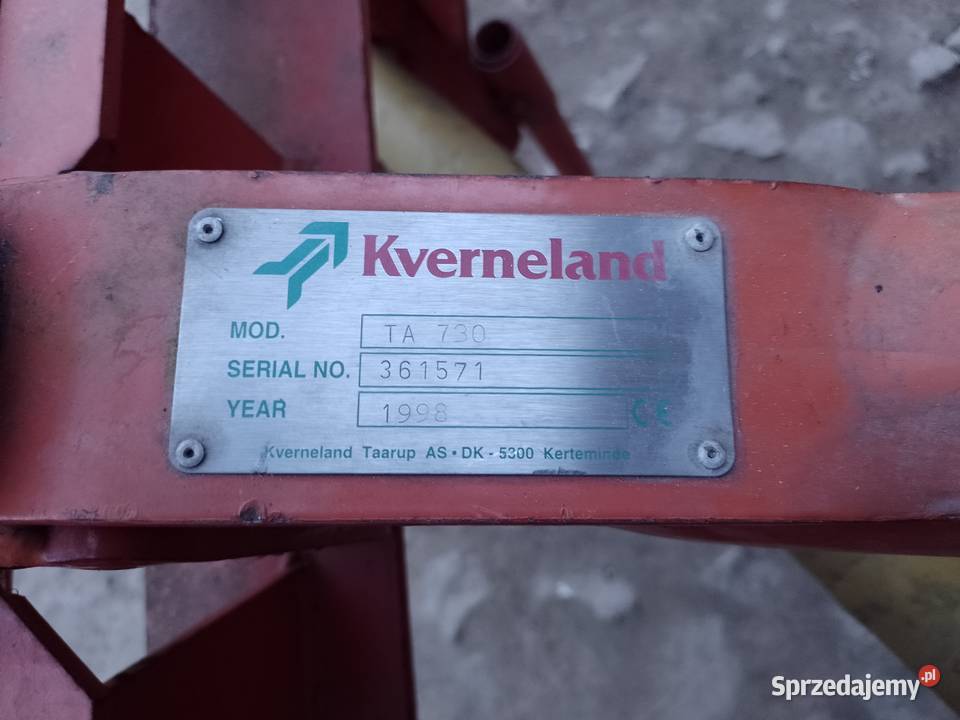 Kverneland
MOD. TA 730
SERIAL NO. 361571
YEAR 1998 CE
Kverneland Taarup AS • DK - 5300 Kerteminde
Sprzedajemy.pl